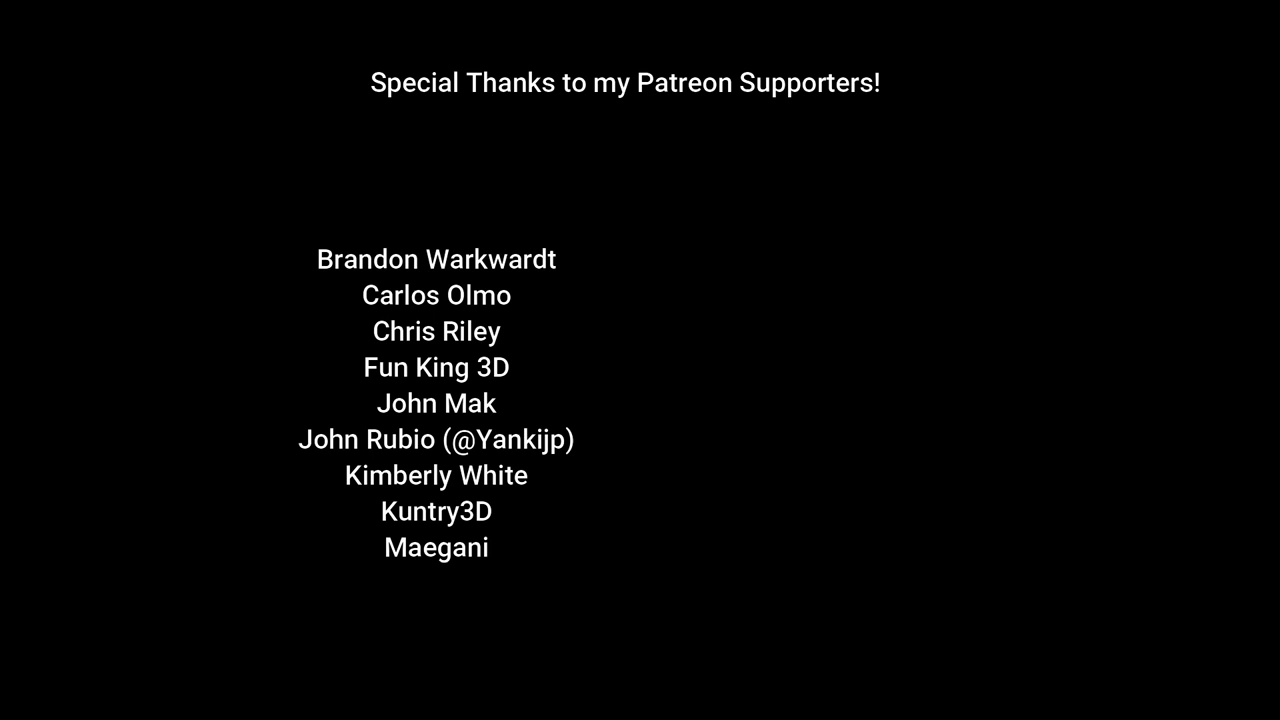 Special Thanks to my Patreon Supporters!
Brandon Warkwardt
Carlos Olmo
Chris Riley
Fun King 3D
John Mak
John Rubio (@Yankijp)
Kimberly White
Kuntry3D
Maegani